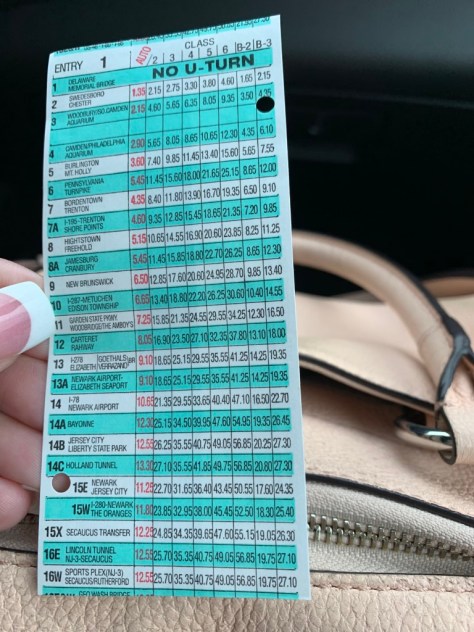 ENTRY 1 AUTO CLASS
2 3 4 5 6 B-2 B-3
NO U-TURN
1 DELAWARE
MEMORIAL BRIDGE
2 SWEDESBORO
CHESTER 1.35 2.15 2.75 3.30 3.80 4.60 1.65 2.15
3 WOODBURY/SO.CAMDEN
AQUARIUM 2.15 4.60 5.65 6.35 8.05 9.35 3.50
4 CAMDEN/PHILADELPHIA
AQUARIUM 2.90 5.65 8.05 8.65 10.65 12.30 4.35 6.10
5 BURLINGTON
MT. HOLLY 3.60 7.40 9.85 11.45 13.40 15.60 5.65 7.55
6 PENNSYLVANIA
TURNPIKE 5.45 11.45 15.60 18.00 21.65 25.15 8.65 12.00
7 BORDENTOWN
TRENTON 4.35 8.40 11.80 13.90 16.70 19.35 6.50 9.10
7A I-195-TRENTON
SHORE POINTS 4.60 9.35 12.85 15.45 18.65 21.35 7.20 9.85
8 HIGHTSTOWN
FREEHOLD 5.15 10.65 14.55 16.90 20.60 23.85 8.25 11.25
8A JAMESBURG
CRANBURY 5.45 11.45 15.85 18.80 22.70 26.25 8.65 12.30
9 NEW BRUNSWICK 6.50 12.85 17.60 20.60 24.95 28.70 9.85 13.40
10 I-287-METUCHEN
EDISON TOWNSHIP 6.65 13.40 18.80 22.20 26.25 30.60 10.40 14.55
11 GARDEN STATE PKWY.
WOODBRIDGE/THE AMBOYS 7.25 15.85 21.35 24.55 29.55 34.25 12.30 16.50
12 CARTERET
RAHWAY 8.05 16.90 23.50 27.10 32.35 37.80 13.10 18.00
13 I-278
ELIZABETH GOETHALS
VERRAZANO BR 9.10 18.65 25.15 29.55 35.55 41.25 14.25 19.35
13A NEWARK AIRPORT-
ELIZABETH SEAPORT 9.10 18.65 25.15 29.55 35.55 41.25 14.25 19.35
14 I-78
NEWARK AIRPORT 10.65 21.35 29.55 33.65 40.40 47.10 16.50 22.70
14A BAYONNE 12.30 25.15 34.50 39.95 47.60 54.95 19.35 26.45
14B JERSEY CITY
LIBERTY STATE PARK 12.55 26.25 35.55 40.75 49.05 56.85 20.25 27.30
14C HOLLAND TUNNEL 13.30 27.10 35.55 41.85 49.75 56.85 20.80 27.30
15E NEWARK
JERSEY CITY 11.25 22.70 31.65 36.40 43.45 50.55 17.60 24.35
15W I-280-NEWARK
THE ORANGES 11.80 23.85 32.95 38.00 45.45 52.50 18.30 25.40
15X SECAUCUS TRANSFER 12.25 24.85 34.35 39.65 47.60 55.15 19.05 26.30
16E LINCOLN TUNNEL
NJ-3-SECAUCUS 12.55 25.70 35.35 40.75 49.05 56.85 19.75 27.10
16W SPORTS PLEX(NJ-3)
SECAUCUS/RUTHERFORD 12.55 25.70 35.35 40.75 49.05 56.85 19.75 27.10